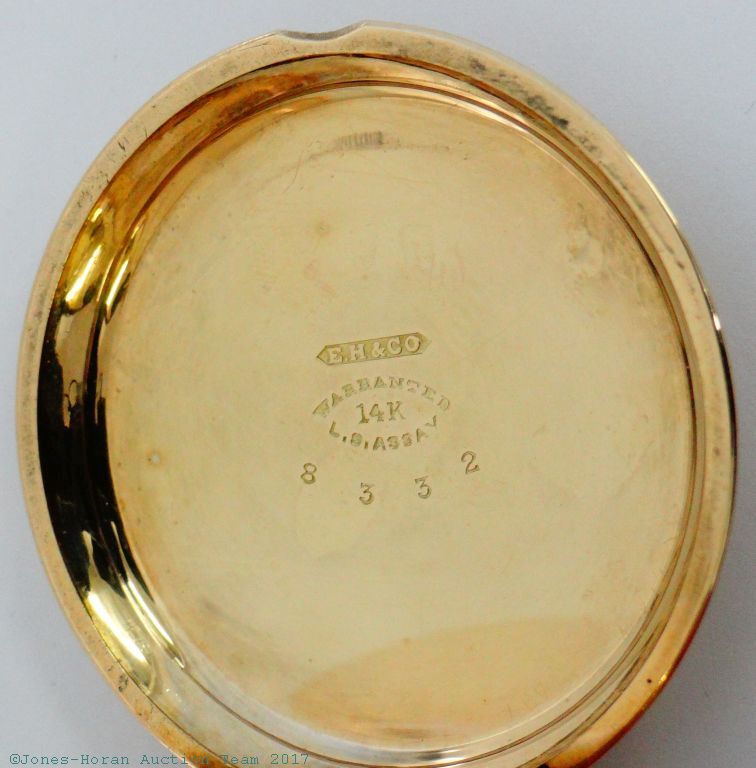 E.H&CO
WARRANTED
14K
L.S.ASSAY
8 3 3 2
©Jones-Horan Auction Team 2017